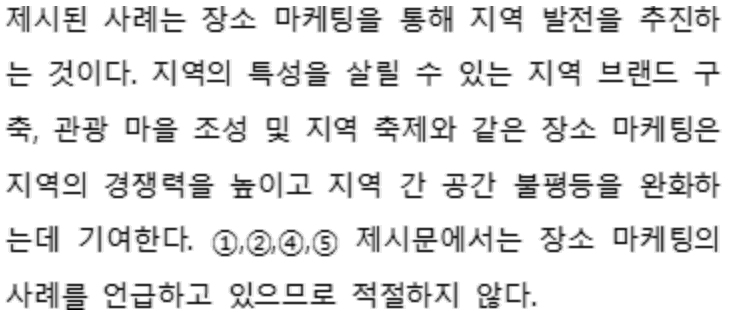 제시된 사례는 장소 마케팅을 통해 지역 발전을 추진하
는 것이다. 지역의 특성을 살릴 수 있는 지역 브랜드 구
축, 관광 마을 조성 및 지역 축제와 같은 장소 마케팅은
지역의 경쟁력을 높이고 지역 간 공간 불평등을 완화하
는데 기여한다. ①,②,④,⑤ 제시문에서는 장소 마케팅의
사례를 언급하고 있으므로 적절하지 않다.